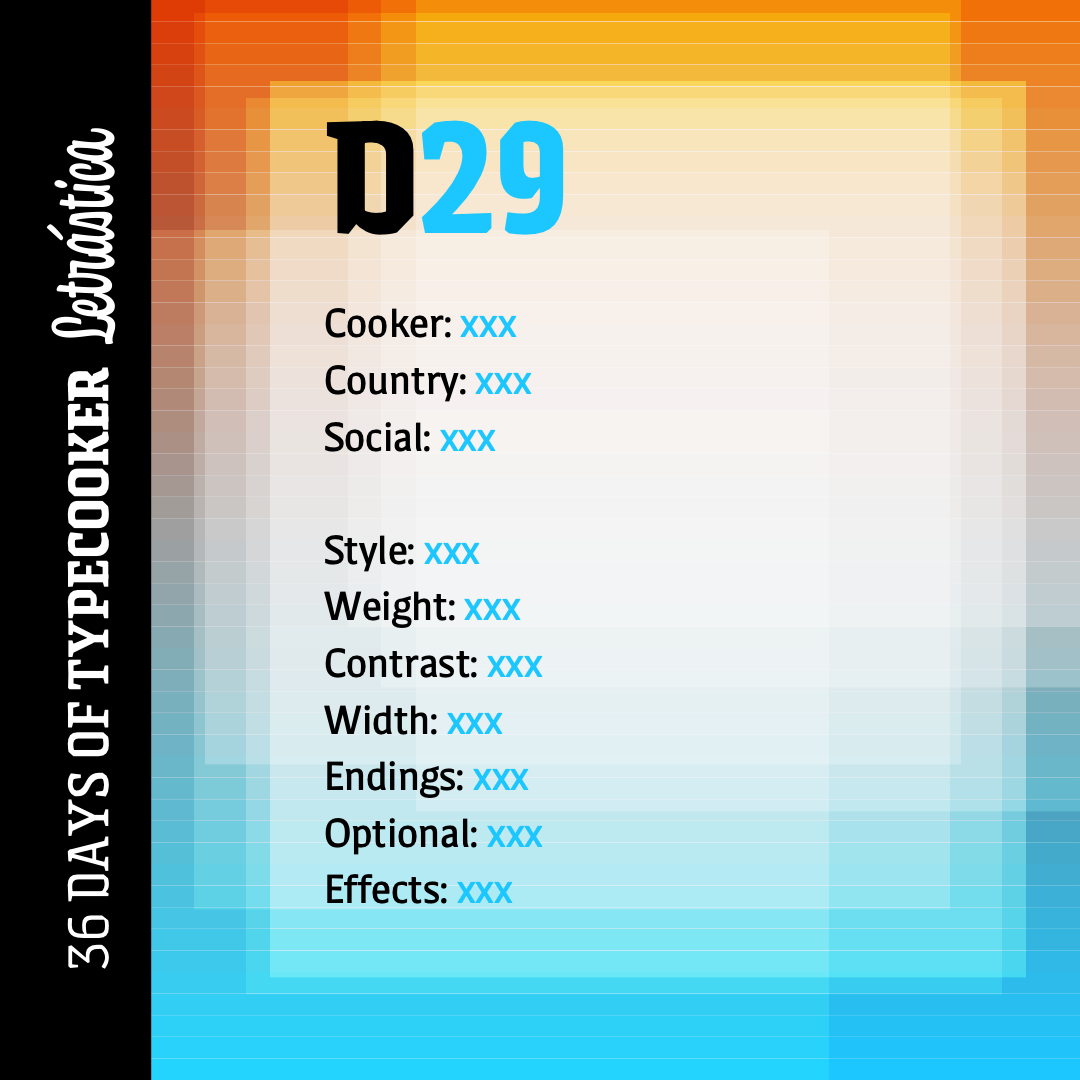 36 DAYS OF TYPECOOKER Letrástica
D29
Cooker: xxx
Country: xxx
Social: xxx
Style: xxx
Weight: xxx
Contrast: xxx
Width: xxx
Endings: xxx
Optional: xxx
Effects: xxx